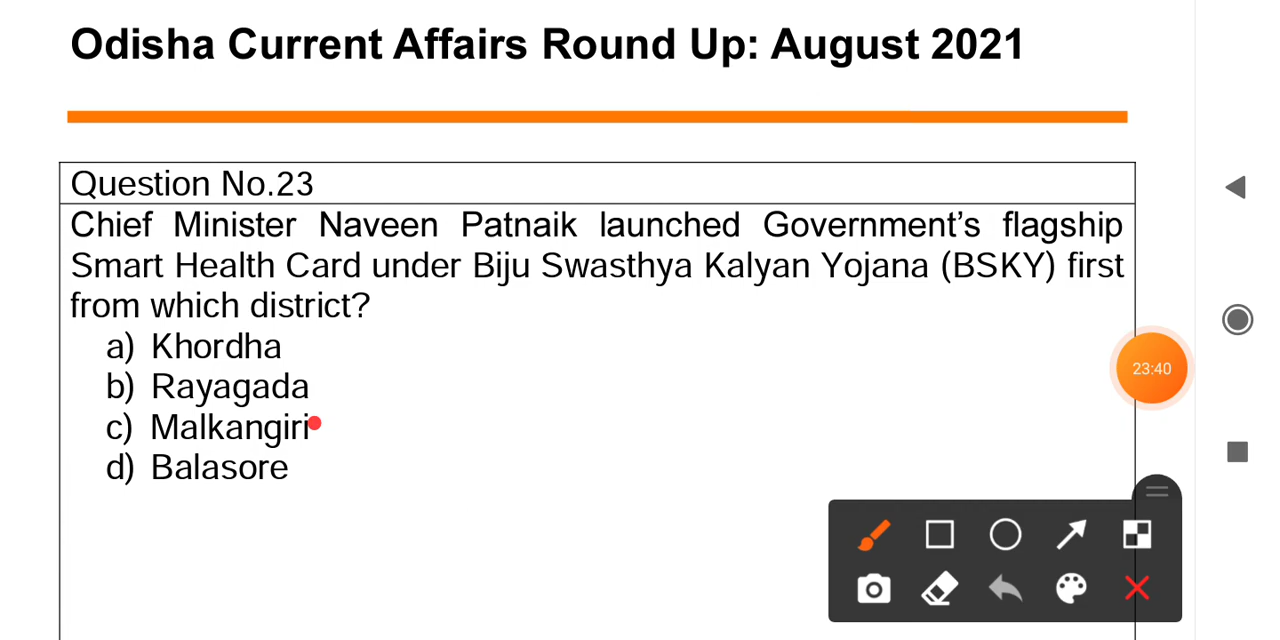 Odisha Current Affairs Round Up: August 2021
Question No.23
Chief Minister Naveen Patnaik launched Government’s flagship
Smart Health Card under Biju Swasthya Kalyan Yojana (BSKY) first
from which district?
a) Khordha
b) Rayagada
c) Malkangiri
d) Balasore
23:40